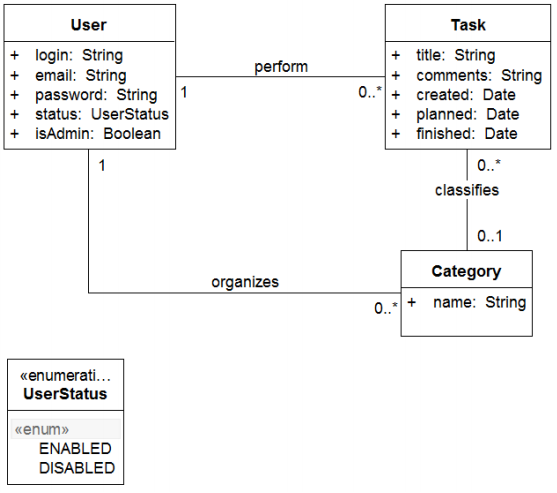 User
+ login: String
+ email: String
+ password: String
+ status: UserStatus
+ isAdmin: Boolean
perform
1
0..*
Task
+ title: String
+ comments: String
+ created: Date
+ planned: Date
+ finished: Date
1
0..*
classifies
0..1
organizes
0..*
Category
+ name: String
«enumerati...
UserStatus
«enum»
ENABLED
DISABLED